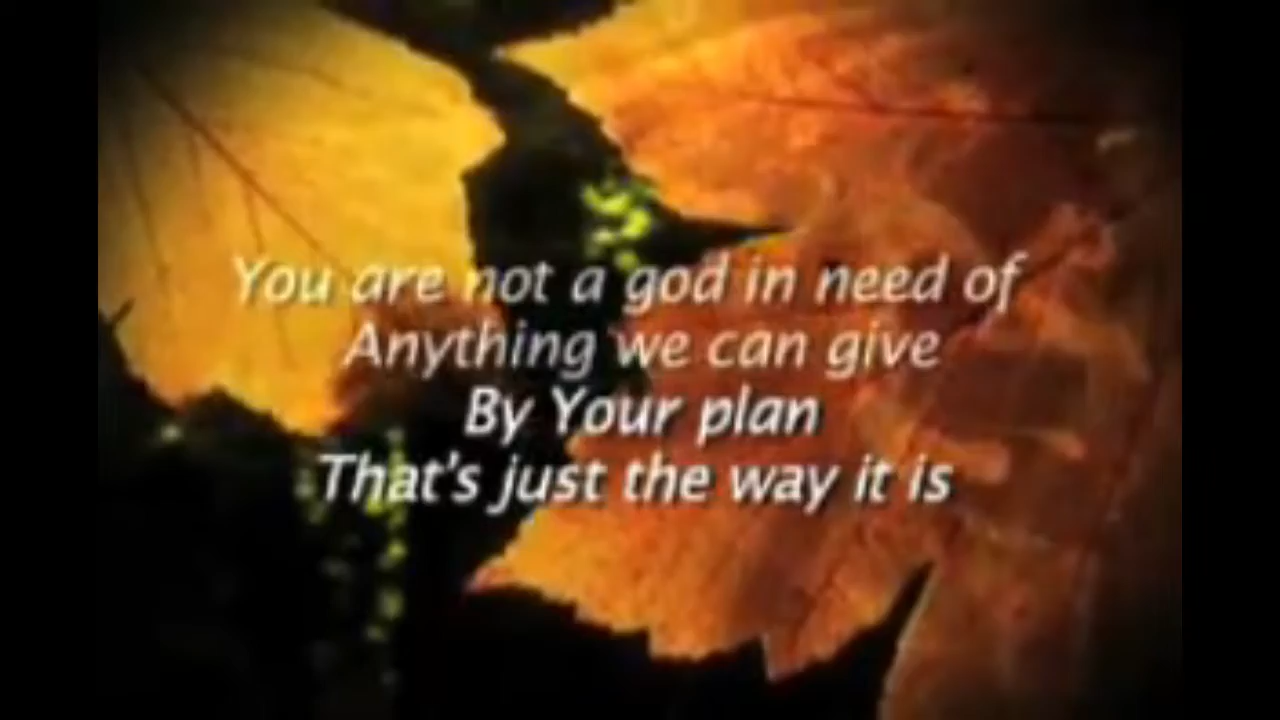 You are not a god in need of
Anything we can give
By Your plan
That's just the way it is